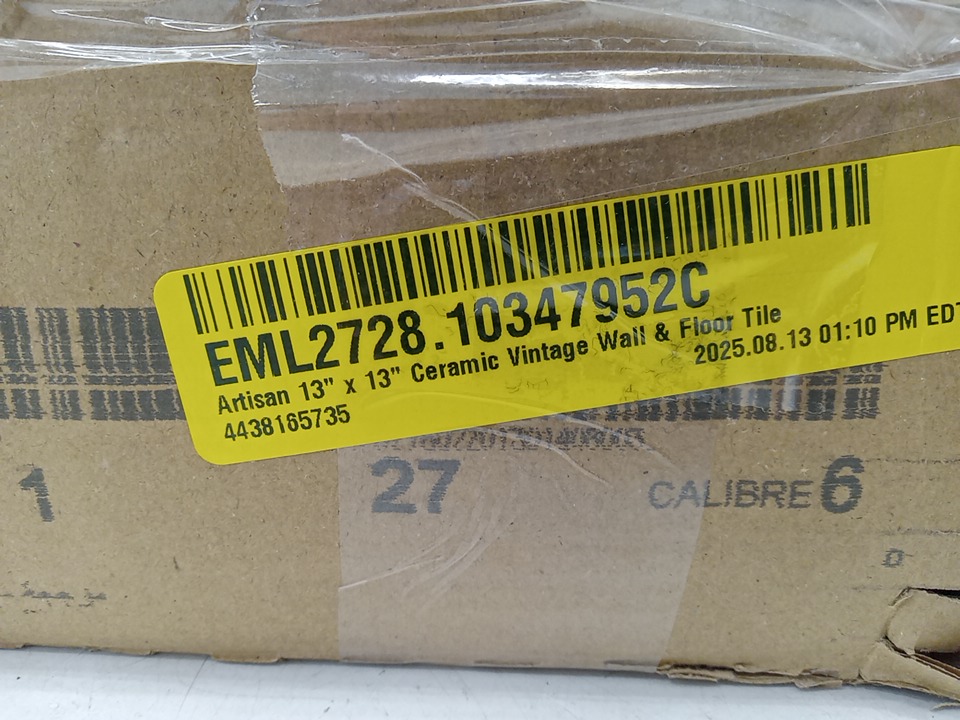 EML2728.10347952C
Artisan 13" x 13" Ceramic Vintage Wall & Floor Tile
4438165735
2025.08.13 01:10 PM EDT
1
27
CALIBRE 6